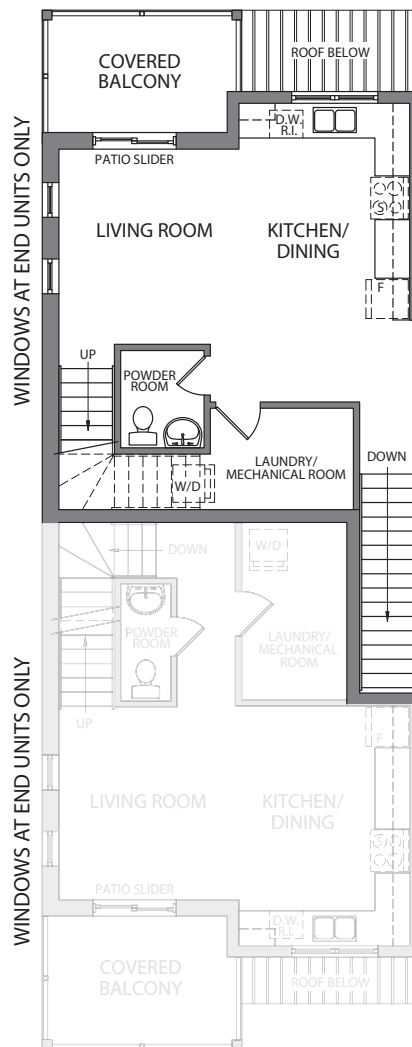 COVERED
BALCONY
ROOF BELOW
D.W.
R.I.
PATIO SLIDER
WINDOWS AT END UNITS ONLY
LIVING ROOM
KITCHEN/
DINING
S
F
UP
POWDER
ROOM
LAUNDRY/
MECHANICAL ROOM
W/D
DOWN
DOWN
W/D
POWDER
ROOM
LAUNDRY/
MECHANICAL
ROOM
UP
F
WINDOWS AT END UNITS ONLY
LIVING ROOM
KITCHEN/
DINING
S
PATIO SLIDER
D.W.
R.I.
COVERED
BALCONY
ROOF BELOW